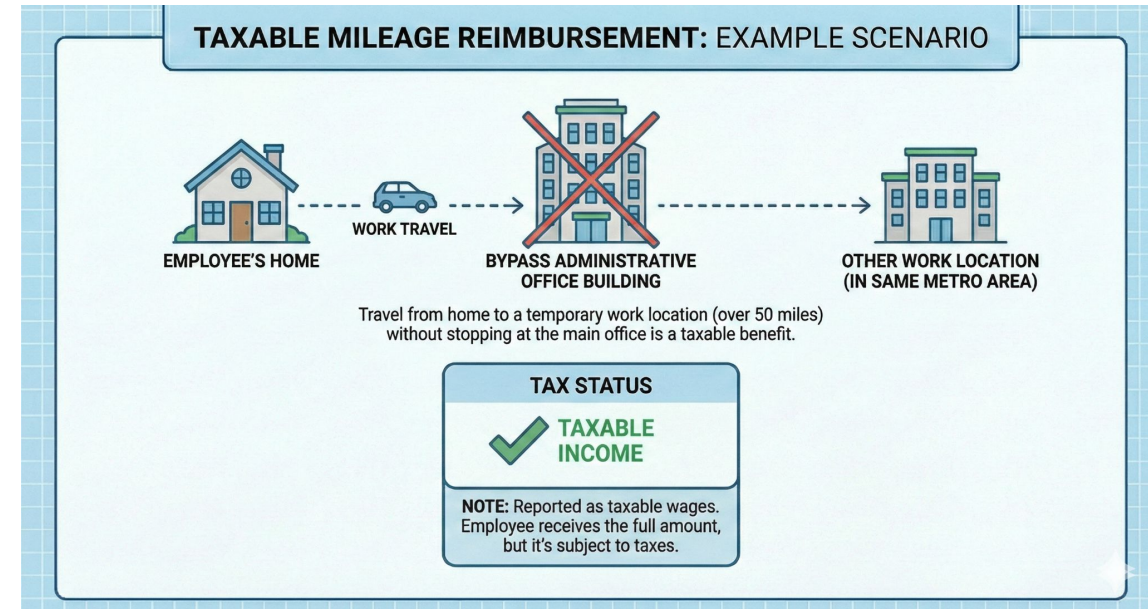 TAXABLE MILEAGE REIMBURSEMENT: EXAMPLE SCENARIO
WORK TRAVEL
EMPLOYEE'S HOME
BYPASS ADMINISTRATIVE
OFFICE BUILDING
OTHER WORK LOCATION
(IN SAME METRO AREA)
Travel from home to a temporary work location (over 50 miles)
without stopping at the main office is a taxable benefit.
TAX STATUS
TAXABLE
INCOME
NOTE: Reported as taxable wages.
Employee receives the full amount,
but it's subject to taxes.